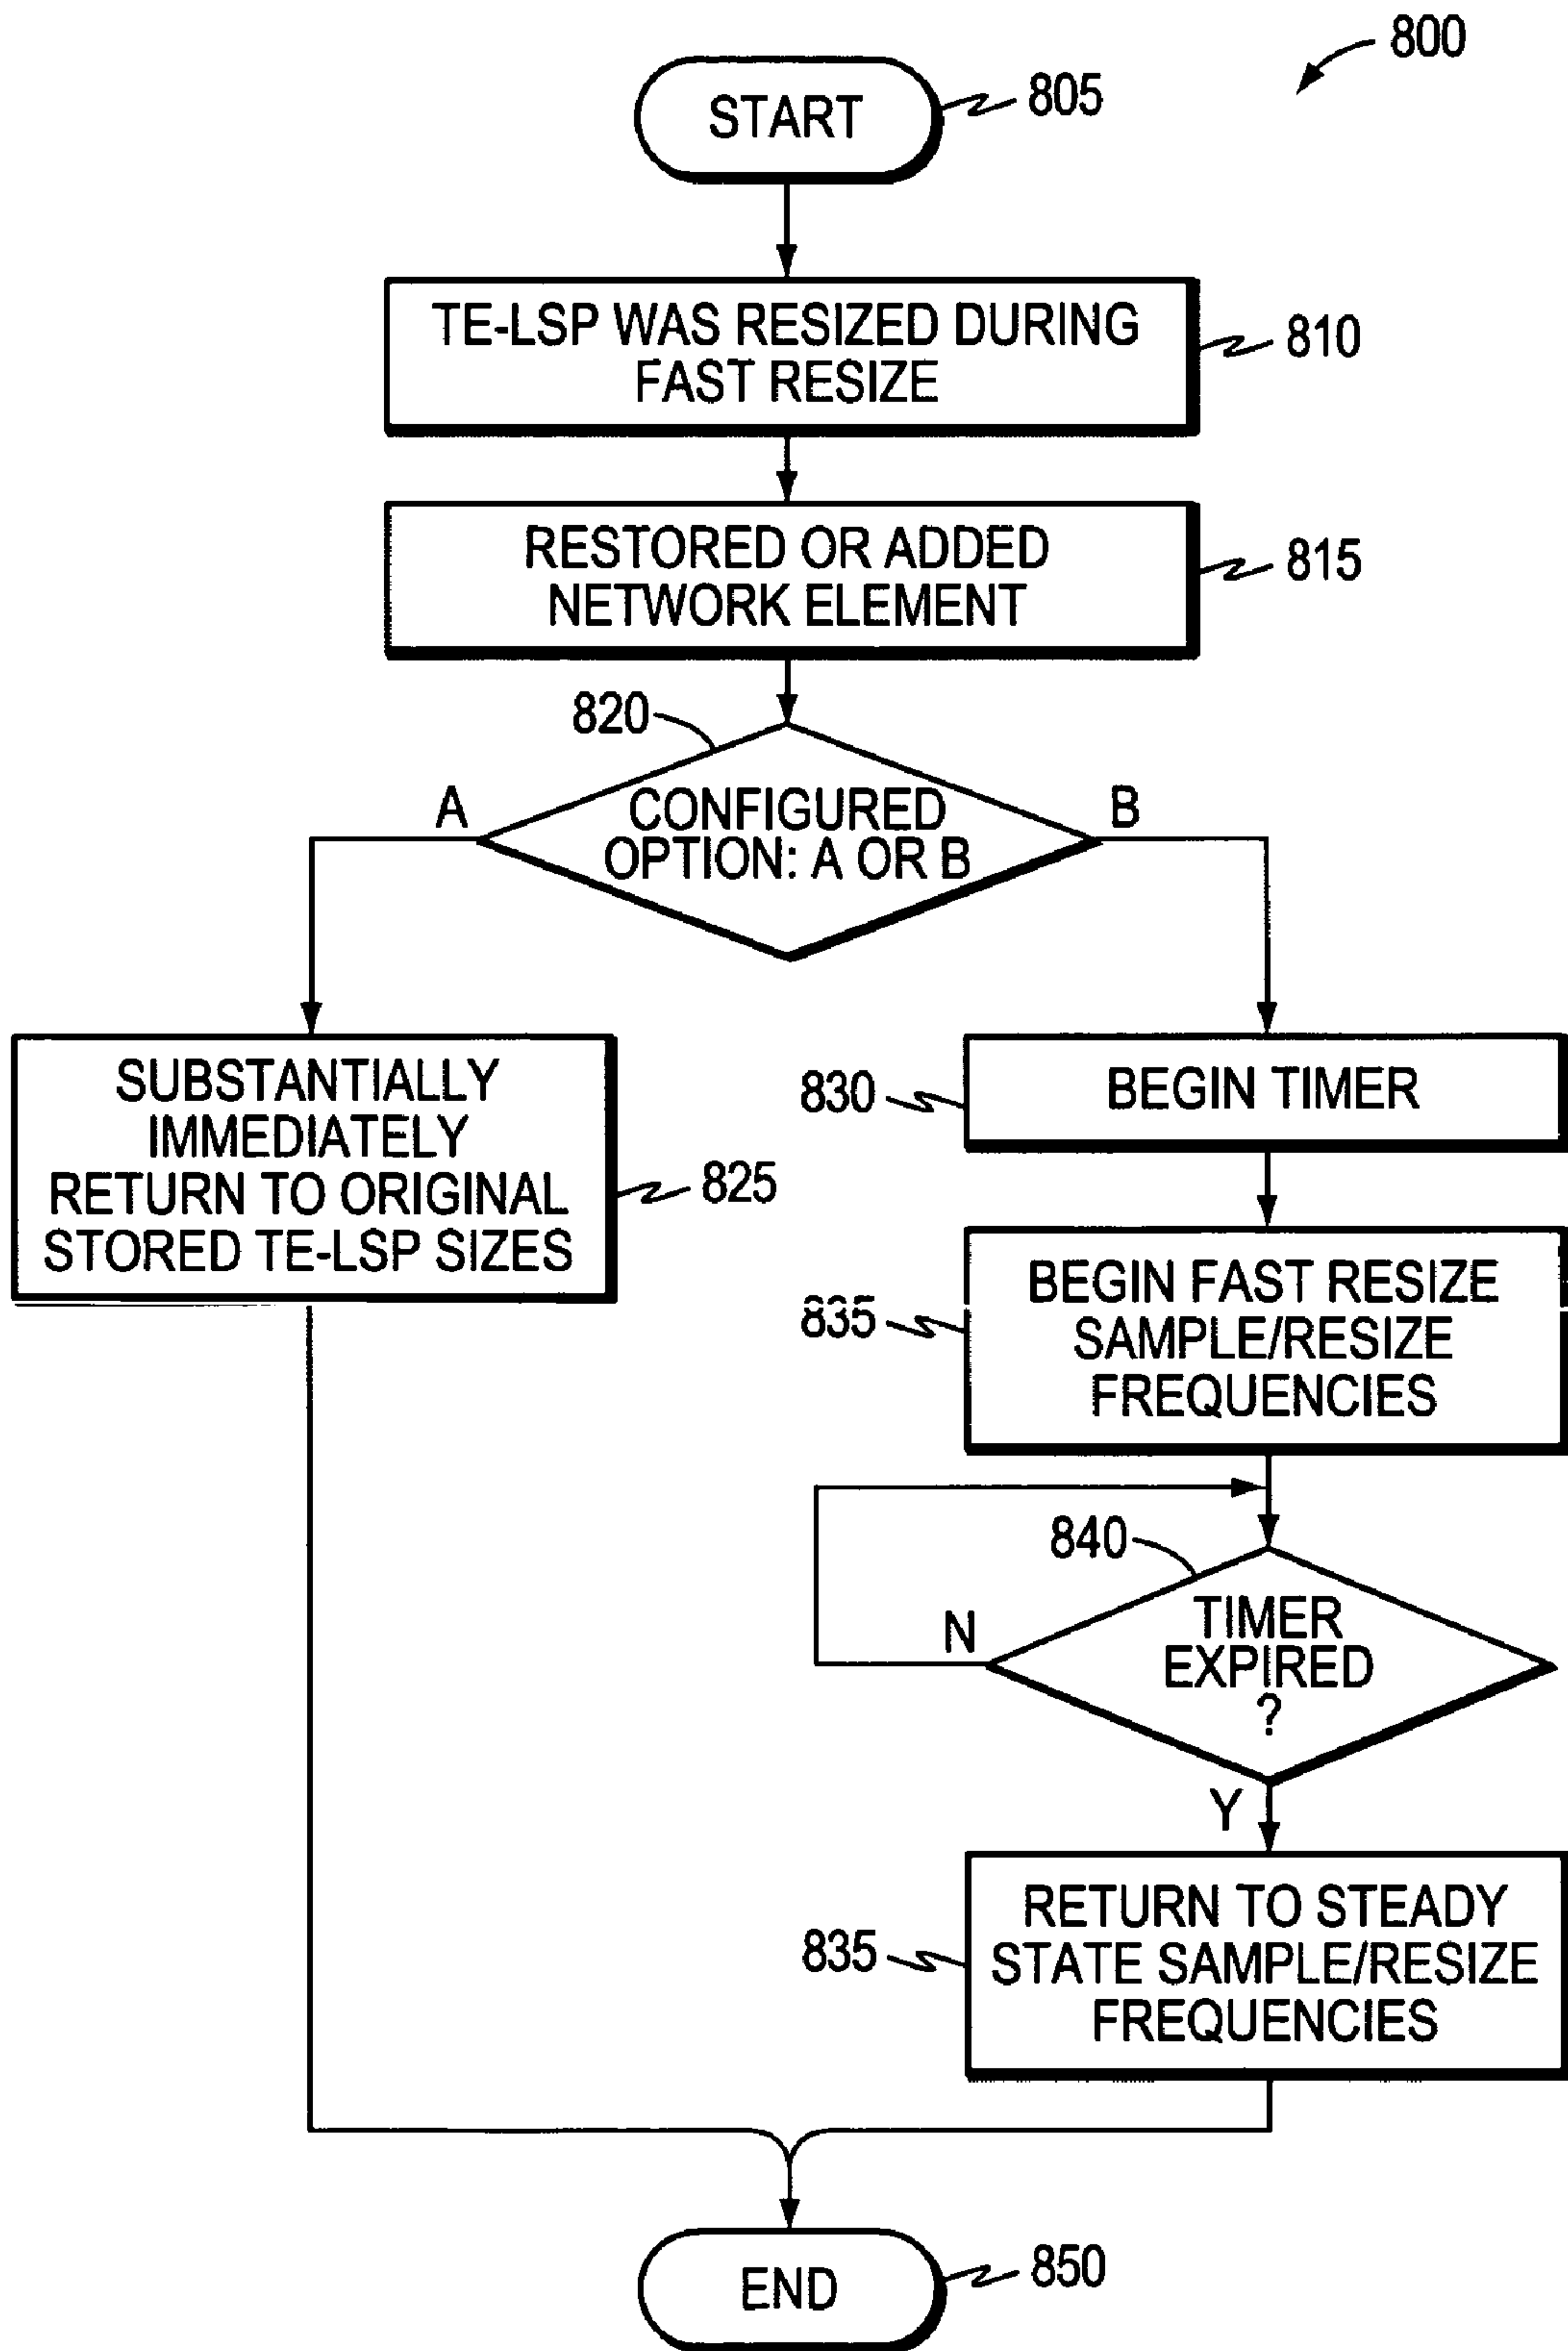 800
START
805
TE-LSP WAS RESIZED DURING
FAST RESIZE
810
RESTORED OR ADDED
NETWORK ELEMENT
815
820
A
CONFIGURED
OPTION: A OR B
B
SUBSTANTIALLY
IMMEDIATELY
RETURN TO ORIGINAL
STORED TE-LSP SIZES
825
830
BEGIN TIMER
835
BEGIN FAST RESIZE
SAMPLE/RESIZE
FREQUENCIES
840
N
TIMER
EXPIRED
?
Y
835
RETURN TO STEADY
STATE SAMPLE/RESIZE
FREQUENCIES
END
850